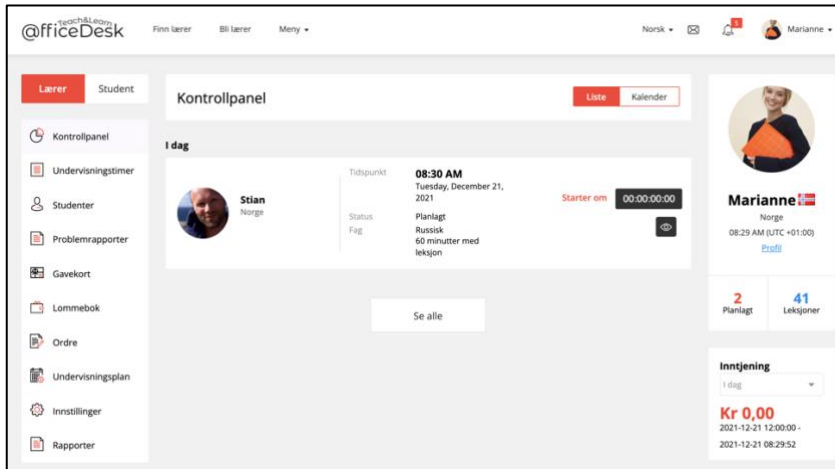 Teach&Learn
@fficeDesk
Finn lærer Bli lærer Meny
Norsk 5 Marianne
Lærer Student
Kontrollpanel
Undervisningstimer
Studenter
Problemrapporter
Gavekort
Lommebok
Ordre
Undervisningsplan
Innstillinger
Rapporter
Kontrollpanel
Liste Kalender
I dag
Stian
Norge
Tidspunkt 08:30 AM
Tuesday, December 21,
2021
Status Planlagt
Fag Russisk
60 minutter med
leksjon
Starter om 00:00:00:00
Se alle
Marianne
Norge
08:29 AM (UTC +01:00)
Profil
2 41
Planlagt Leksjoner
Inntjening
I dag
Kr 0,00
2021-12-21 12:00:00 -
2021-12-21 08:29:52